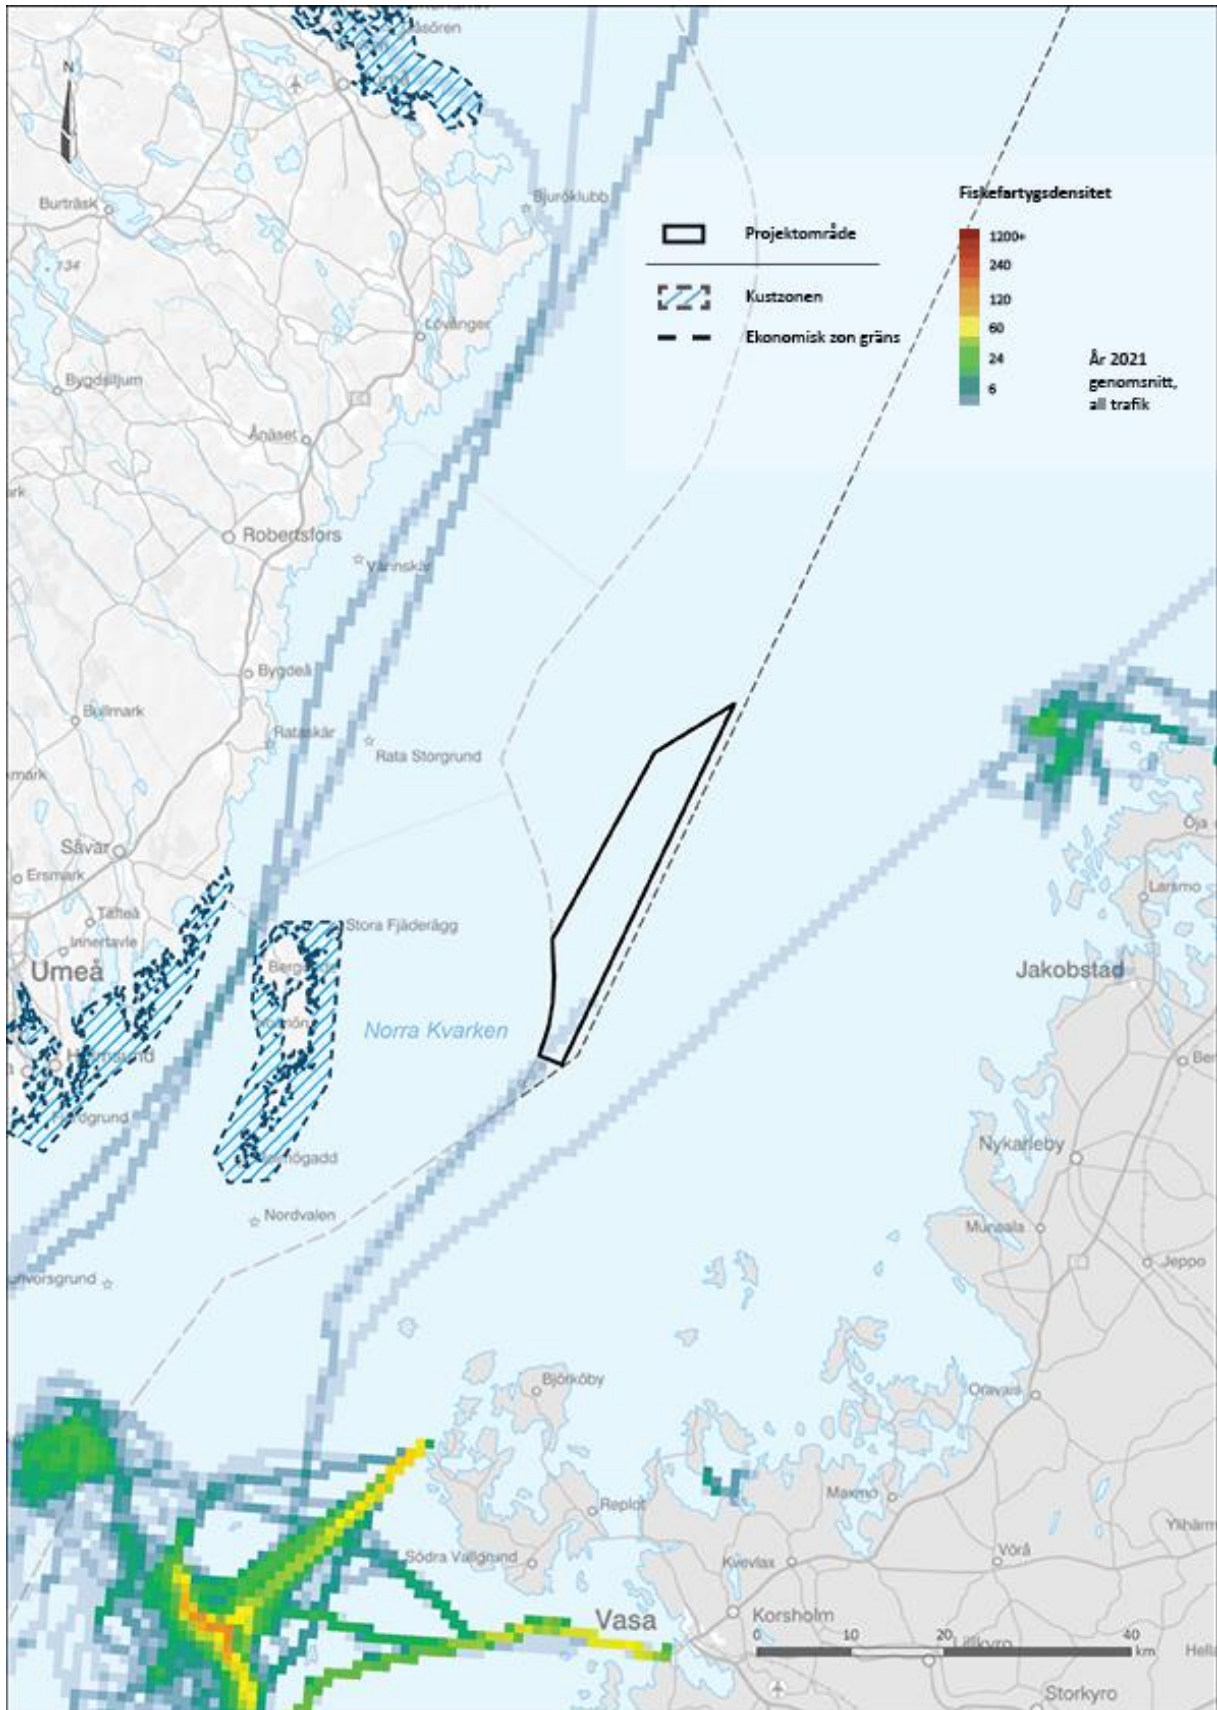 N
Bjuröklubb
Burträsk
134
Lövånger
Bygdsiljum
Ånäset
Robertsfors
Vännskär
Bygdeå
Bullmark
Rataskär
Rata Storgrund
Sävar
Ersmark
Täfteå
Innertavle
Umeå
Stora Fjäderägg
Norra Kvarken
Nordvalen
Projektområde
Kustzonen
Ekonomisk zon gräns
Fiskefartygsdensitet
1200+
240
120
60
24
6
År 2021
genomsnitt,
all trafik
Larsmo
Jakobstad
Nykarleby
Munsala
Jeppo
Björköby
Oravais
Replot
Maxmo
Södra Vallgrund
Kvevlax
Vörå
Vasa
Korsholm
0 10 20 40
km
Storkyro